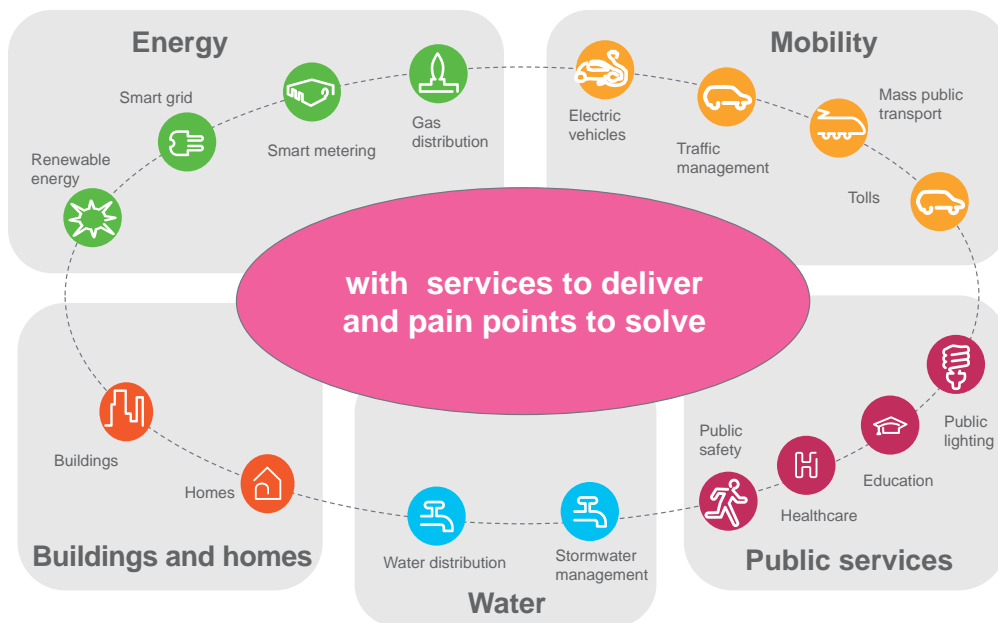 Energy
Smart grid
Renewable
energy
Smart metering
Gas
distribution
Mobility
Electric
vehicles
Traffic
management
Mass public
transport
Tolls
with services to deliver
and pain points to solve
Buildings
Homes
Buildings and homes
Water distribution
Stormwater
management
Water
Public
safety
Healthcare
Education
Public
lighting
Public services